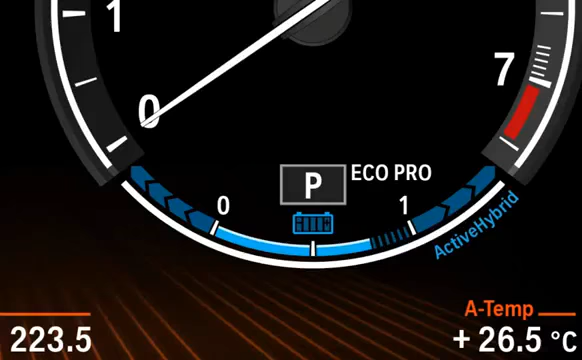 1
7
0
P
ECO PRO
0
1
ActiveHybrid
A-Temp
223.5
+ 26.5 °C